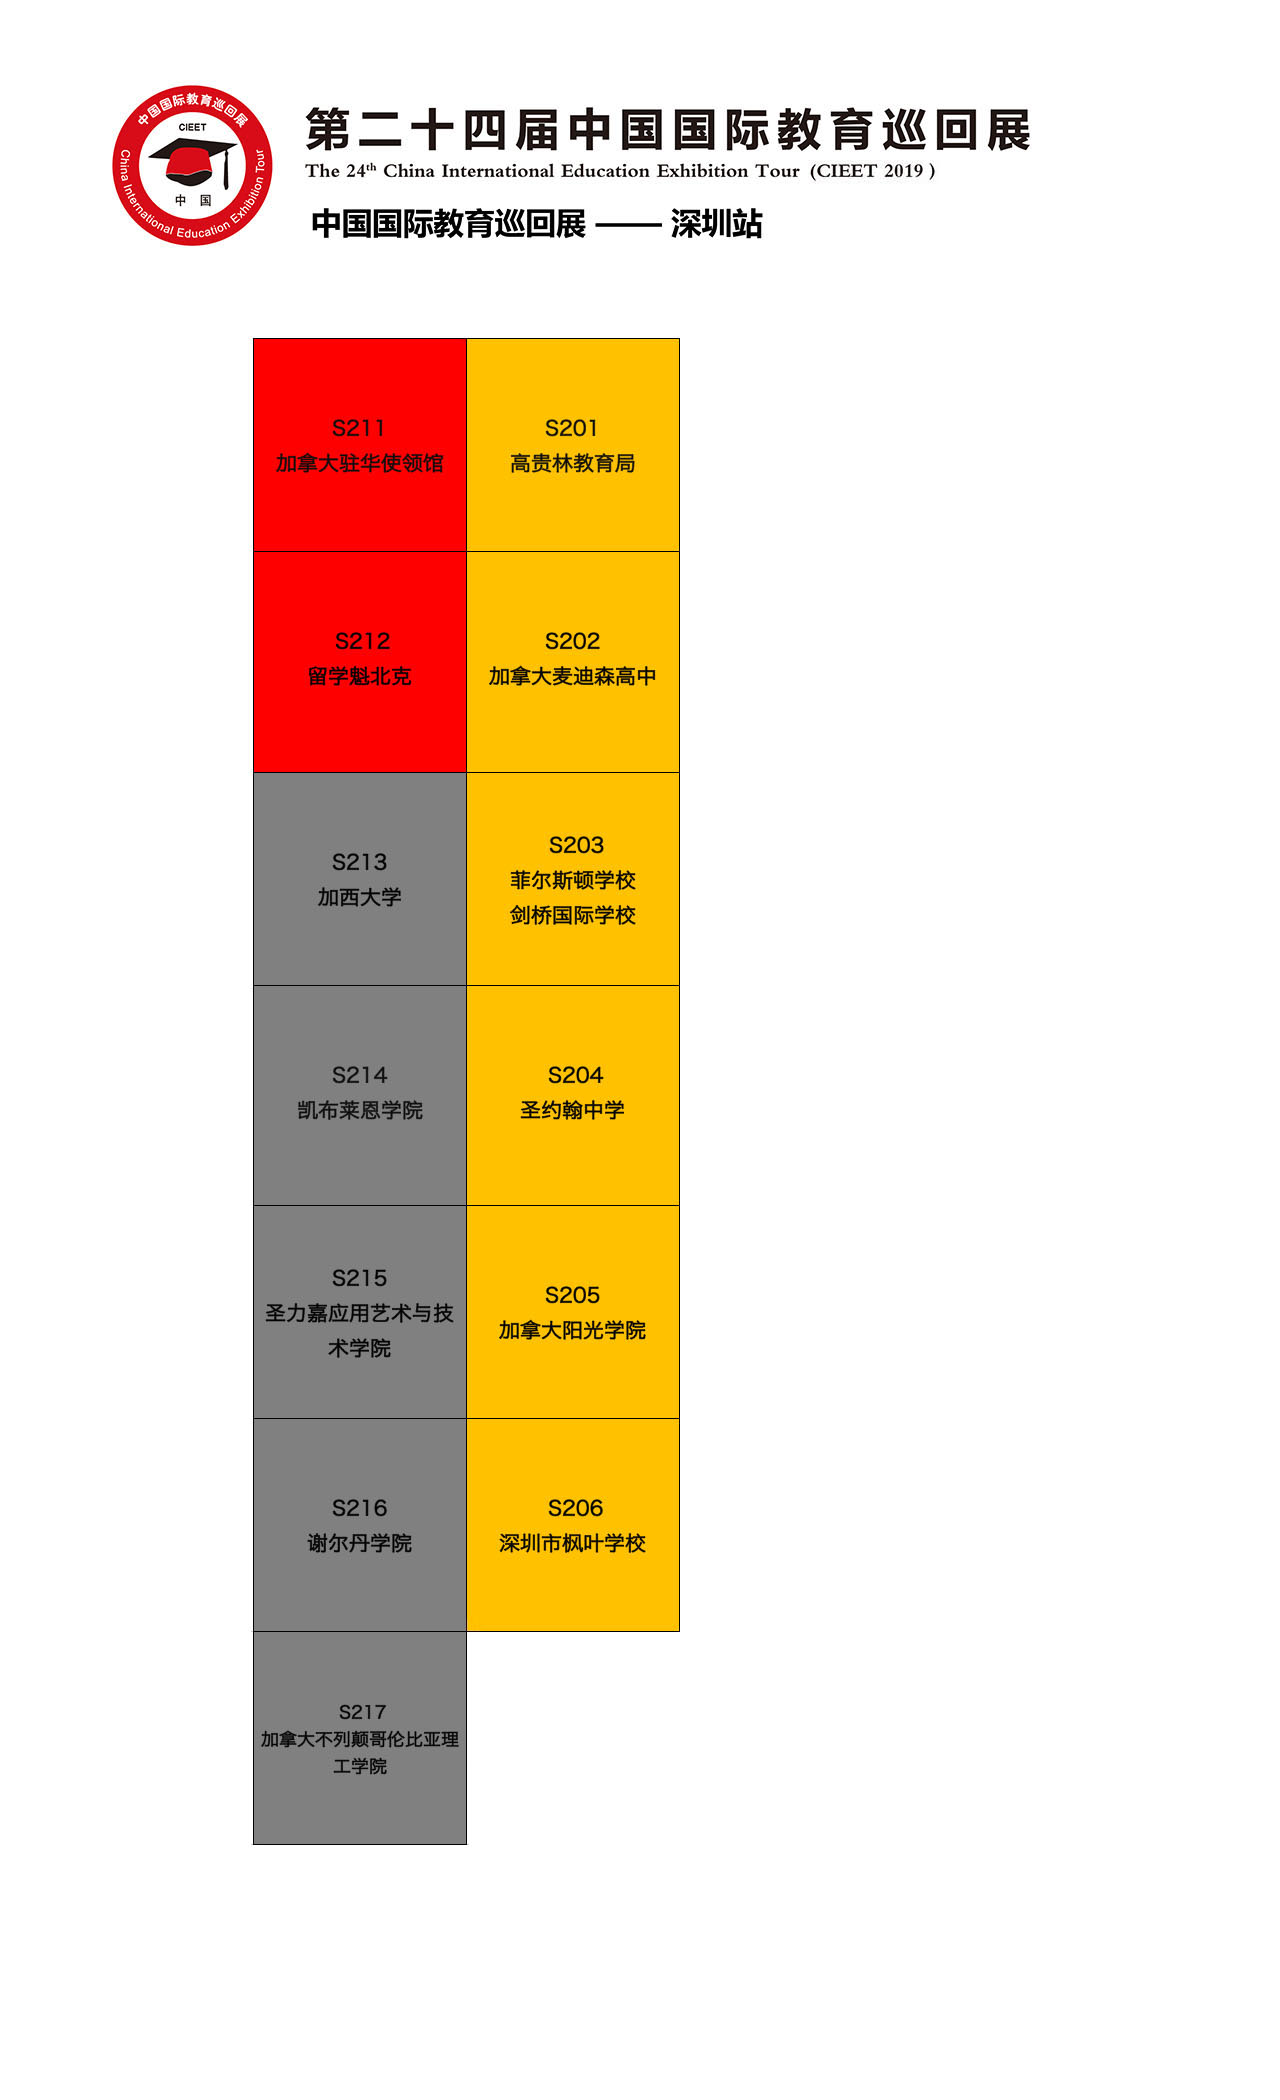 中国国际教育巡回展
CIEET
中 国
China International Education Exhibition Tour
第二十四届中国国际教育巡回展
The 24th China International Education Exhibition Tour (CIEET 2019 )
中国国际教育巡回展 —— 深圳站
S211
加拿大驻华使领馆
S201
高贵林教育局
S212
留学魁北克
S202
加拿大麦迪森高中
S213
加西大学
S203
菲尔斯顿学校
剑桥国际学校
S214
凯布莱恩学院
S204
圣约翰中学
S215
圣力嘉应用艺术与技
术学院
S205
加拿大阳光学院
S216
谢尔丹学院
S206
深圳市枫叶学校
S217
加拿大不列颠哥伦比亚理
工学院